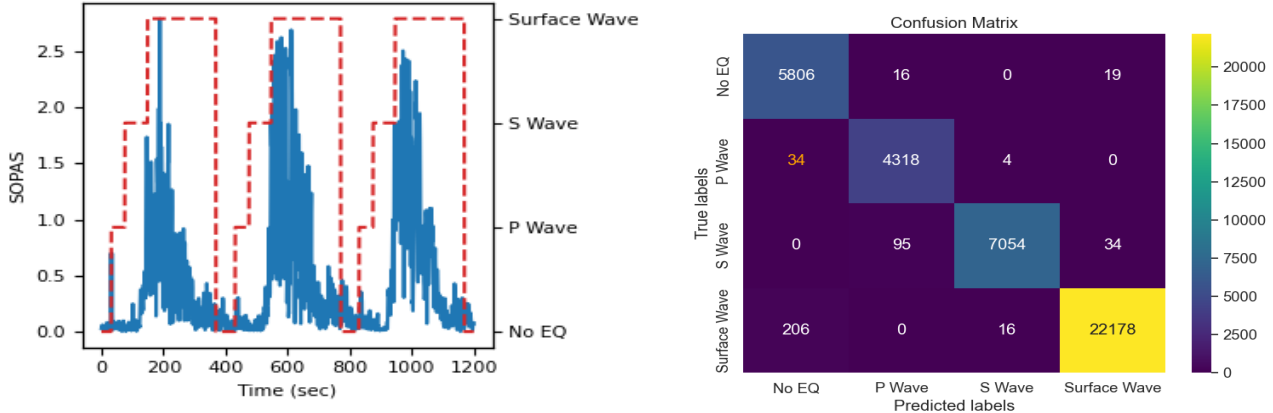 2.5
2.0
1.5
1.0
0.5
0.0
SOPAS
0 200 400 600 800 1000 1200
Time (sec)
Surface Wave
S Wave
P Wave
No EQ
Confusion Matrix
True labels
No EQ 5806 16 0 19
P Wave 34 4318 4 0
S Wave 0 95 7054 34
Surface Wave 206 0 16 22178
No EQ P Wave S Wave Surface Wave
Predicted labels
20000
17500
15000
12500
10000
7500
5000
2500
0